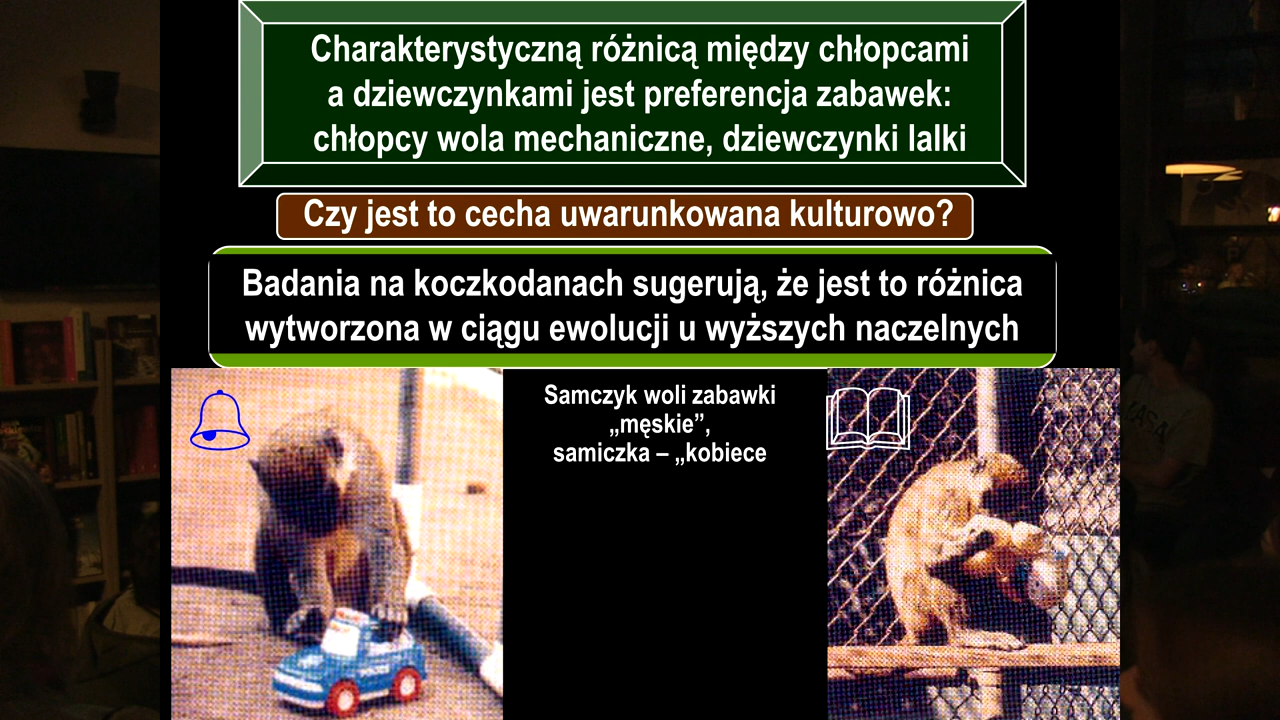 Charakterystyczną różnicą między chłopcami
a dziewczynkami jest preferencja zabawek:
chłopcy wola mechaniczne, dziewczynki lalki
Czy jest to cecha uwarunkowana kulturowo?
Badania na koczkodanach sugerują, że jest to różnica
wytworzona w ciągu ewolucji u wyższych naczelnych
Samczyk woli zabawki
„męskie”,
samiczka – „kobiece